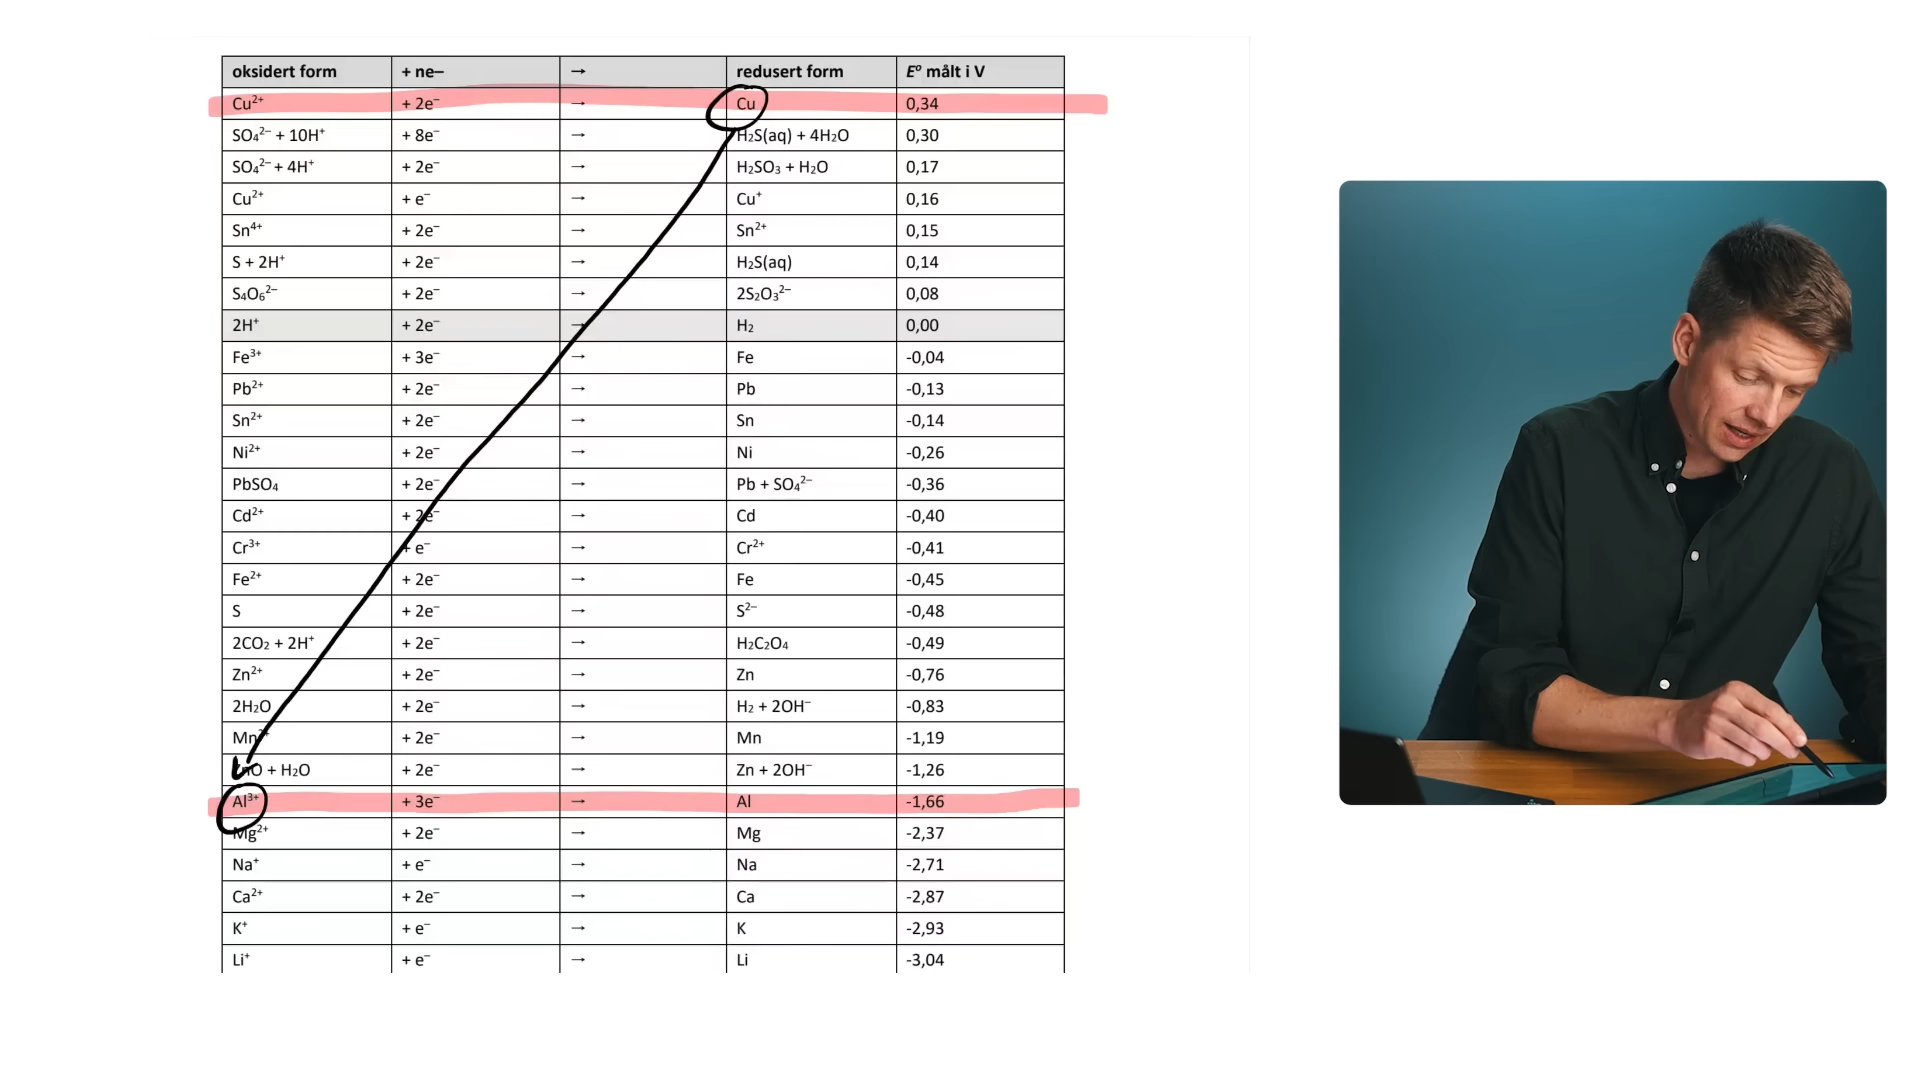 oksidert form + ne– → redusert form Eº målt i V
Cu²⁺ + 2e⁻ → Cu 0,34
SO₄²⁻ + 10H⁺ + 8e⁻ → H₂S(aq) + 4H₂O 0,30
SO₄²⁻ + 4H⁺ + 2e⁻ → H₂SO₃ + H₂O 0,17
Cu²⁺ + e⁻ → Cu⁺ 0,16
Sn⁴⁺ + 2e⁻ → Sn²⁺ 0,15
S + 2H⁺ + 2e⁻ → H₂S(aq) 0,14
S₄O₆²⁻ + 2e⁻ → 2S₂O₃²⁻ 0,08
2H⁺ + 2e⁻ → H₂ 0,00
Fe³⁺ + 3e⁻ → Fe -0,04
Pb²⁺ + 2e⁻ → Pb -0,13
Sn²⁺ + 2e⁻ → Sn -0,14
Ni²⁺ + 2e⁻ → Ni -0,26
PbSO₄ + 2e⁻ → Pb + SO₄²⁻ -0,36
Cd²⁺ + 2e⁻ → Cd -0,40
Cr³⁺ + e⁻ → Cr²⁺ -0,41
Fe²⁺ + 2e⁻ → Fe -0,45
S + 2e⁻ → S²⁻ -0,48
2CO₂ + 2H⁺ + 2e⁻ → H₂C₂O₄ -0,49
Zn²⁺ + 2e⁻ → Zn -0,76
2H₂O + 2e⁻ → H₂ + 2OH⁻ -0,83
Mn²⁺ + 2e⁻ → Mn -1,19
ZnO + H₂O + 2e⁻ → Zn + 2OH⁻ -1,26
Al³⁺ + 3e⁻ → Al -1,66
Mg²⁺ + 2e⁻ → Mg -2,37
Na⁺ + e⁻ → Na -2,71
Ca²⁺ + 2e⁻ → Ca -2,87
K⁺ + e⁻ → K -2,93
Li⁺ + e⁻ → Li -3,04